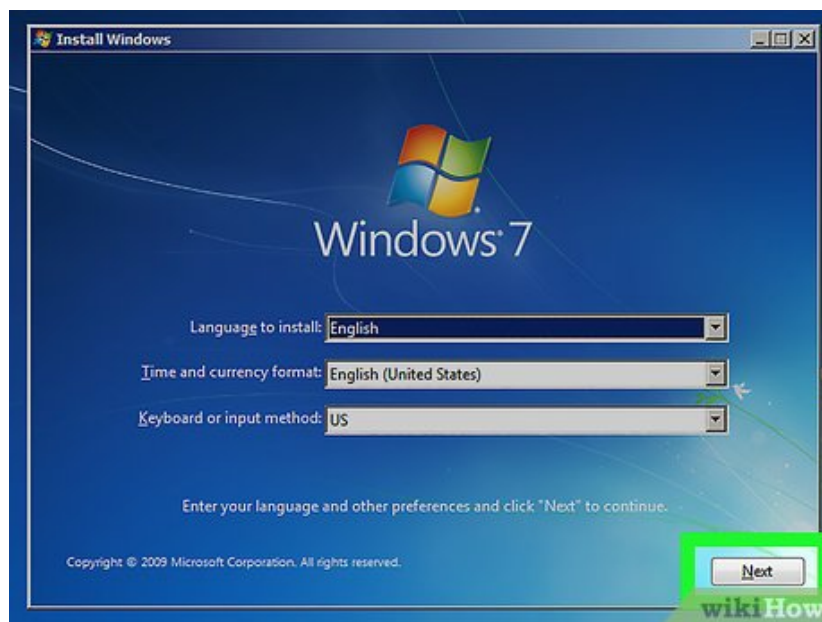 Install Windows
Windows® 7
Language to install: English
Time and currency format: English (United States)
Keyboard or input method: US
Enter your language and other preferences and click "Next" to continue.
Copyright © 2009 Microsoft Corporation. All rights reserved.
Next
wikiHow